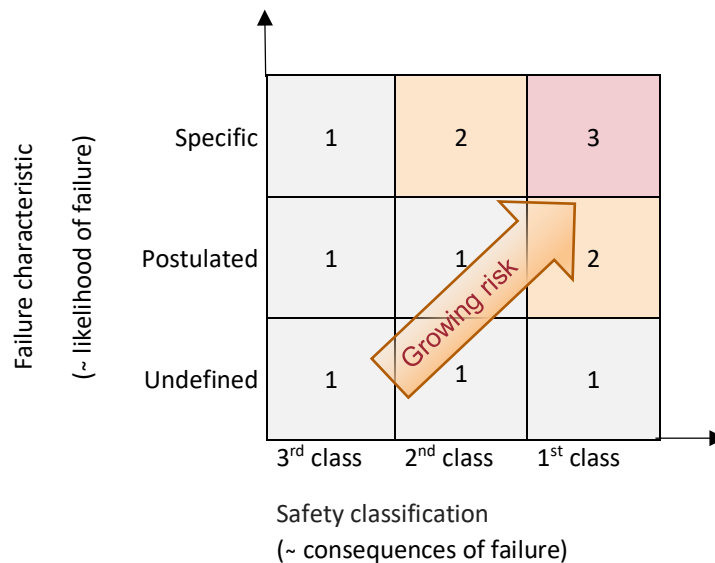 Failure characteristic
(~ likelihood of failure)
Specific
1
2
3
Postulated
1
1
2
Growing risk
Undefined
1
1
1
3rd class
2nd class
1st class
Safety classification
(~ consequences of failure)